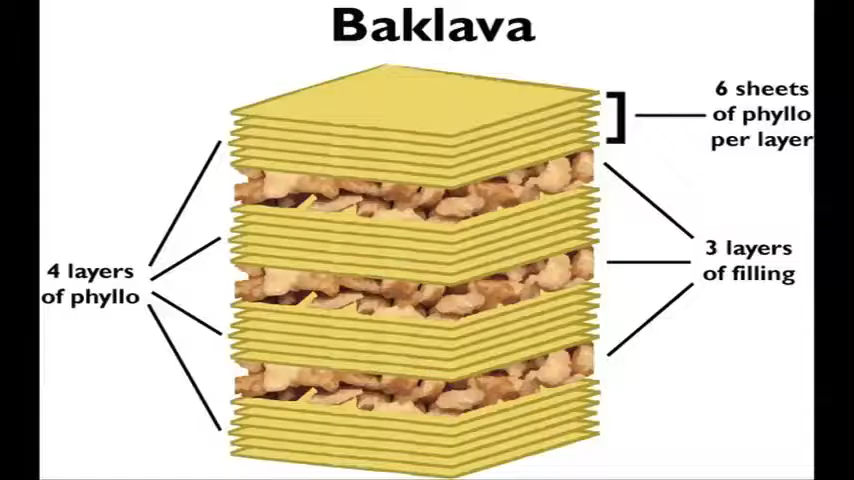 Baklava
6 sheets
of phyllo
per layer
4 layers
of phyllo
3 layers
of filling